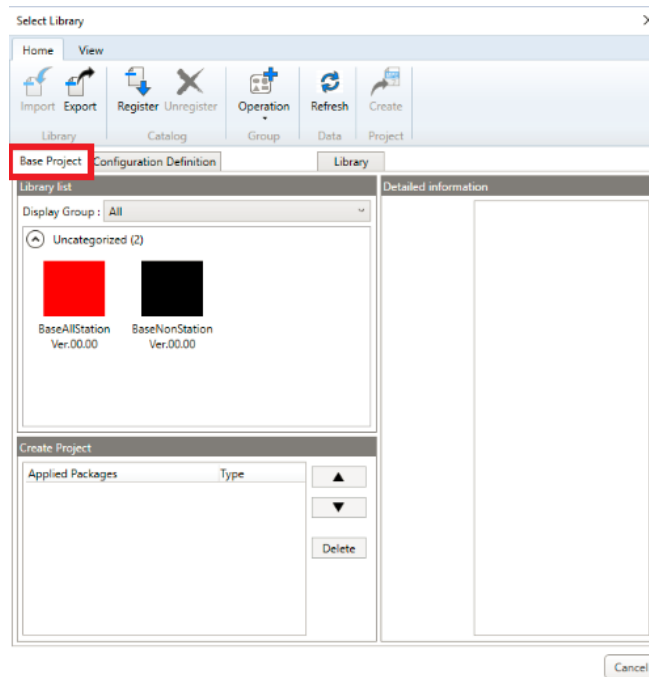 Select Library
Home View
Import Export Register Unregister Operation Refresh Create
Library Catalog Group Data Project
Base Project Configuration Definition Library
Library list Detailed information
Display Group : All
Uncategorized (2)
BaseAllStation BaseNonStation
Ver.00.00 Ver.00.00
Create Project
Applied Packages Type
Delete
Cancel